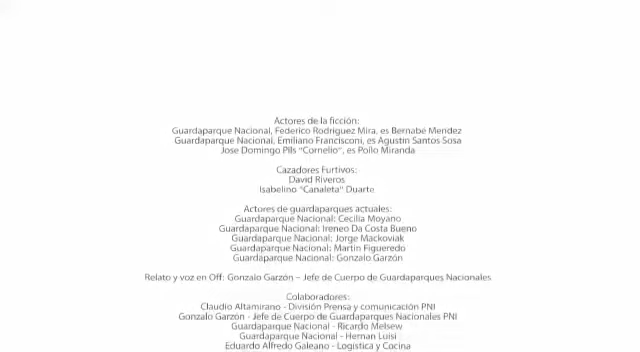 Actores de la ficción:
Guardaparque Nacional, Federico Rodriguez Mira, es Bernabé Mendez
Guardaparque Nacional, Emiliano Francisconi, es Agustin Santos Sosa
Jose Domingo Pills "Cornelio", es Pollo Miranda
Cazadores Furtivos:
David Riveros
Isabelino "Canaleta" Duarte
Actores de guardaparques actuales:
Guardaparque Nacional: Cecilia Moyano
Guardaparque Nacional: Ireneo Da Costa Bueno
Guardaparque Nacional: Jorge Mackoviak
Guardaparque Nacional: Martin Figueredo
Guardaparque Nacional: Gonzalo Garzón
Relato y voz en Off: Gonzalo Garzón – Jefe de Cuerpo de Guardaparques Nacionales
Colaboradores:
Claudio Altamirano - División Prensa y comunicación PNI
Gonzalo Garzón - Jefe de Cuerpo de Guardaparques Nacionales PNI
Guardaparque Nacional - Ricardo Melsew
Guardaparque Nacional - Hernan Luisi
Eduardo Alfredo Galeano - Logística y Cocina